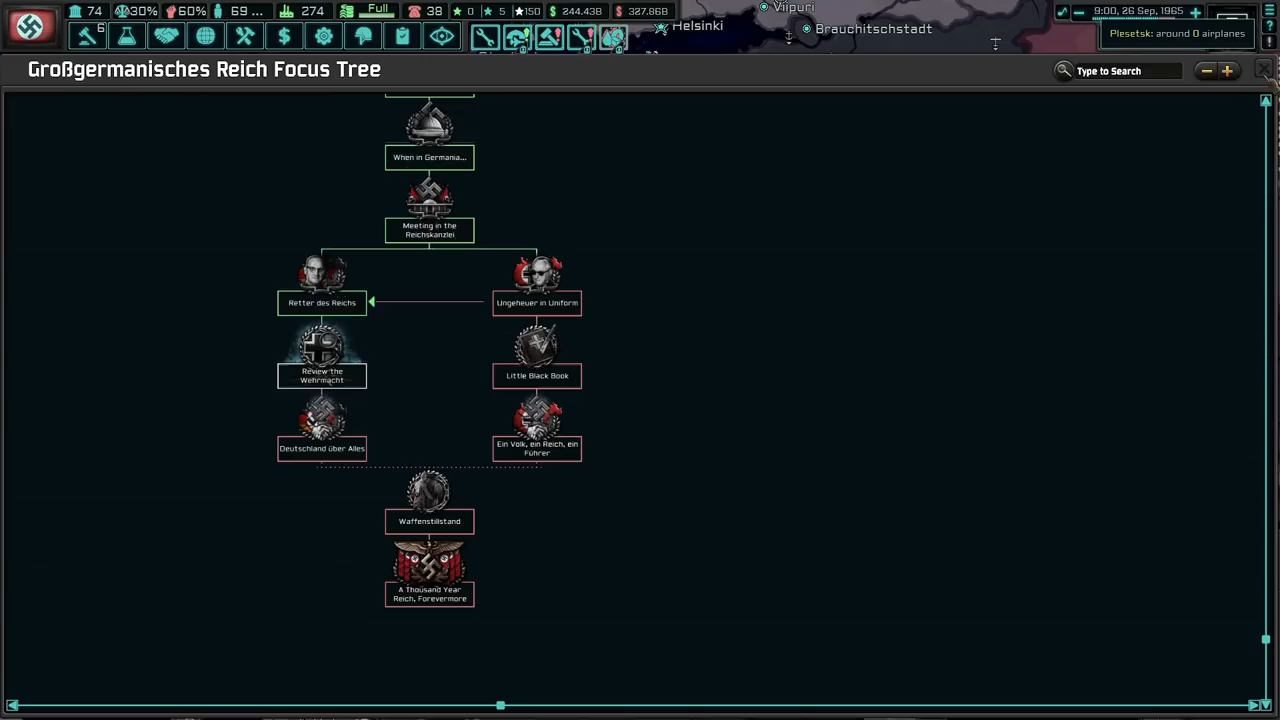 74 30% 60% 69 ... 274 Full 38 0 5 150 $ 244.438 $ 327.868
Helsinki
Viipuri
Brauchitschstadt
9:00, 26 Sep, 1965
Plesetsk: around 0 airplanes
6
Großgermanisches Reich Focus Tree
Type to Search
When in Germania...
Meeting in the
Reichskanzlei
Retter des Reichs
Ungeheuer in Uniform
Review the
Wehrmacht
Little Black Book
Deutschland über Alles
Ein Volk, ein Reich, ein
Führer
Waffenstillstand
A Thousand Year
Reich, Forevermore